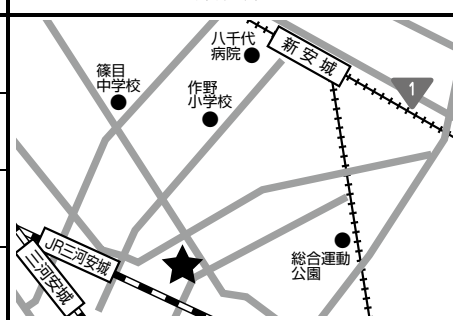 八千代
病院
新安城
1
篠目
中学校
作野
小学校
総合運動
公園
JR三河安城
三河安城